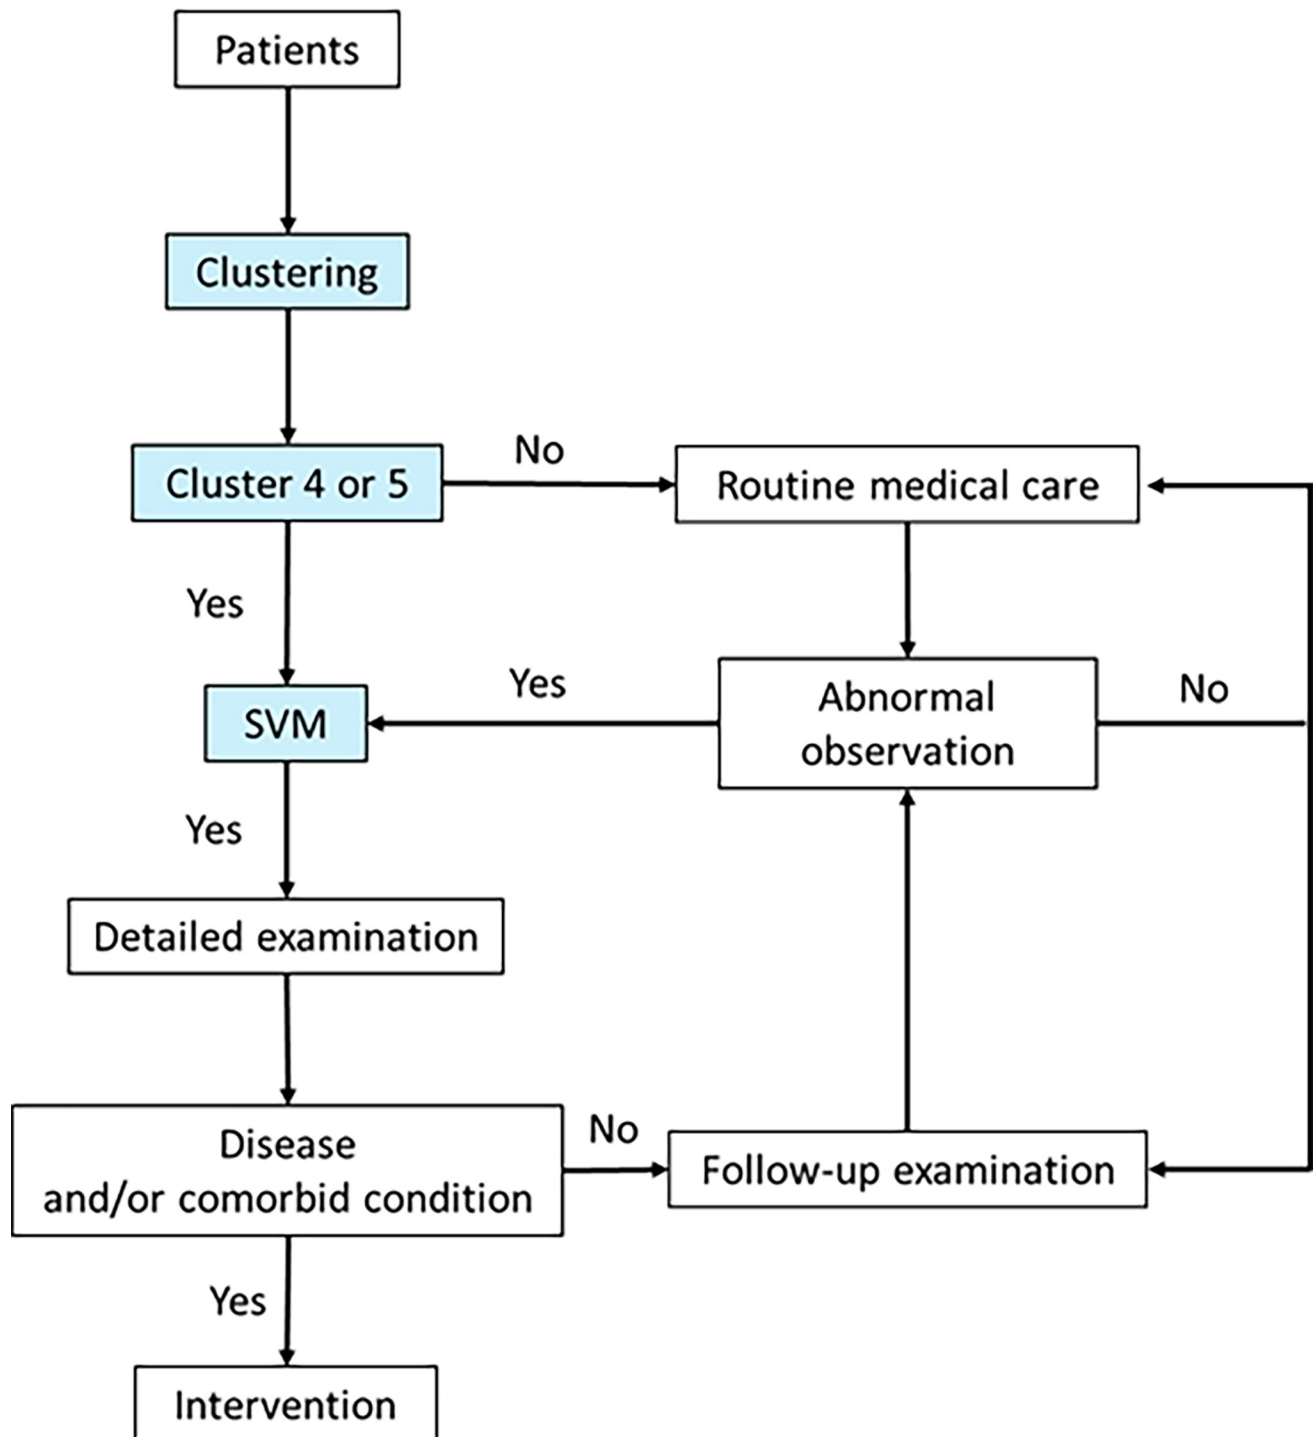 Patients
Clustering
Cluster 4 or 5
No
Routine medical care
Yes
SVM
Yes
Abnormal
observation
No
Yes
Detailed examination
Disease
and/or comorbid condition
No
Follow-up examination
Yes
Intervention